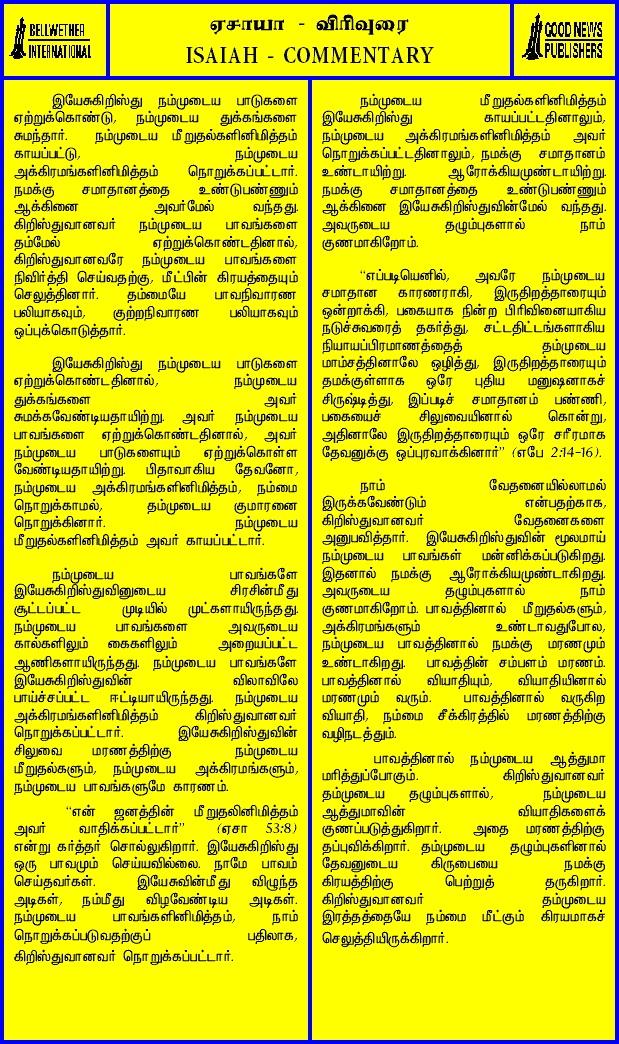 BELLWETHER
INTERNATIONAL
ஏசாயா - விரிவுரை
ISAIAH - COMMENTARY
GOOD NEWS
PUBLISHERS
இயேசுகிறிஸ்து நம்முடைய பாடுகளை
ஏற்றுக்கொண்டு, நம்முடைய துக்கங்களை
சுமந்தார். நம்முடைய மீறுதல்களினிமித்தம்
காயப்பட்டு, நம்முடைய
அக்கிரமங்களினிமித்தம் நொறுக்கப்பட்டார்.
நமக்கு சமாதானத்தை உண்டுபண்ணும்
ஆக்கினை அவர்மேல் வந்தது.
கிறிஸ்துவானவர் நம்முடைய பாவங்களை
தம்மேல் ஏற்றுக்கொண்டதினால்,
கிறிஸ்துவானவரே நம்முடைய பாவங்களை
நிவிர்த்தி செய்வதற்கு, மீட்பின் கிரயத்தையும்
செலுத்தினார். தம்மையே பாவநிவாரண
பலியாகவும், குற்றநிவாரண பலியாகவும்
ஒப்புக்கொடுத்தார்.
இயேசுகிறிஸ்து நம்முடைய பாடுகளை
ஏற்றுக்கொண்டதினால், நம்முடைய
துக்கங்களை அவர்
சுமக்கவேண்டியதாயிற்று. அவர் நம்முடைய
பாவங்களை ஏற்றுக்கொண்டதினால், அவர்
நம்முடைய பாடுகளையும் ஏற்றுக்கொள்ள
வேண்டியதாயிற்று. பிதாவாகிய தேவனோ,
நம்முடைய அக்கிரமங்களினிமித்தம், நம்மை
நொறுக்காமல், தம்முடைய குமாரனை
நொறுக்கினார். நம்முடைய
மீறுதல்களினிமித்தம் அவர் காயப்பட்டார்.
நம்முடைய பாவங்களே
இயேசுகிறிஸ்துவினுடைய சிரசின்மீது
சூட்டப்பட்ட முடியில் முட்களாயிருந்தது.
நம்முடைய பாவங்களை அவருடைய
கால்களிலும் கைகளிலும் அறையப்பட்ட
ஆணிகளாயிருந்தது. நம்முடைய பாவங்களே
இயேசுகிறிஸ்துவின் விலாவிலே
பாய்ச்சப்பட்ட ஈட்டியாயிருந்தது. நம்முடைய
அக்கிரமங்களினிமித்தம் கிறிஸ்துவானவர்
நொறுக்கப்பட்டார். இயேசுகிறிஸ்துவின்
சிலுவை மரணத்திற்கு நம்முடைய
மீறுதல்களும், நம்முடைய அக்கிரமங்களும்,
நம்முடைய பாவங்களுமே காரணம்.
“என் ஜனத்தின் மீறுதலினிமித்தம்
அவர் வாதிக்கப்பட்டார்” (ஏசா 53:8)
என்று கர்த்தர் சொல்லுகிறார். இயேசுகிறிஸ்து
ஒரு பாவமும் செய்யவில்லை. நாமே பாவம்
செய்தவர்கள். இயேசுவின்மீது விழுந்த
அடிகள், நம்மீது விழவேண்டிய அடிகள்.
நம்முடைய பாவங்களினிமித்தம், நாம்
நொறுக்கப்படுவதற்குப் பதிலாக,
கிறிஸ்துவானவர் நொறுக்கப்பட்டார்.
நம்முடைய மீறுதல்களினிமித்தம்
இயேசுகிறிஸ்து காயப்பட்டதினாலும்,
நம்முடைய அக்கிரமங்களினிமித்தம் அவர்
நொறுக்கப்பட்டதினாலும், நமக்கு சமாதானம்
உண்டாயிற்று. ஆரோக்கியமுண்டாயிற்று.
நமக்கு சமாதானத்தை உண்டுபண்ணும்
ஆக்கினை இயேசுகிறிஸ்துவின்மேல் வந்தது.
அவருடைய தழும்புகளால் நாம்
குணமாகிறோம்.
“எப்படியெனில், அவரே நம்முடைய
சமாதான காரணராகி, இருதிறத்தாரையும்
ஒன்றாக்கி, பகையாக நின்ற பிரிவினையாகிய
நடுச்சுவரைத் தகர்த்து, சட்டதிட்டங்களாகிய
நியாயப்பிரமாணத்தைத் தம்முடைய
மாம்சத்தினாலே ஒழித்து, இருதிறத்தாரையும்
தமக்குள்ளாக ஒரே புதிய மனுஷனாகச்
சிருஷ்டித்து, இப்படிச் சமாதானம் பண்ணி,
பகையைச் சிலுவையினால் கொன்று,
அதினாலே இருதிறத்தாரையும் ஒரே சரீரமாக
தேவனுக்கு ஒப்புரவாக்கினார்” (எபே 2:14-16).
நாம் வேதனையில்லாமல்
இருக்கவேண்டும் என்பதற்காக,
கிறிஸ்துவானவர் வேதனைகளை
அனுபவித்தார். இயேசுகிறிஸ்துவின் மூலமாய்
நம்முடைய பாவங்கள் மன்னிக்கப்படுகிறது.
இதனால் நமக்கு ஆரோக்கியமுண்டாகிறது.
அவருடைய தழும்புகளால் நாம்
குணமாகிறோம். பாவத்தினால் மீறுதல்களும்,
அக்கிரமங்களும் உண்டாவதுபோல,
நம்முடைய பாவத்தினால் நமக்கு மரணமும்
உண்டாகிறது. பாவத்தின் சம்பளம் மரணம்.
பாவத்தினால் வியாதியும், வியாதியினால்
மரணமும் வரும். பாவத்தினால் வருகிற
வியாதி, நம்மை சீக்கிரத்தில் மரணத்திற்கு
வழிநடத்தும்.
பாவத்தினால் நம்முடைய ஆத்துமா
மரித்துப்போகும். கிறிஸ்துவானவர்
தம்முடைய தழும்புகளால், நம்முடைய
ஆத்துமாவின் வியாதிகளைக்
குணப்படுத்துகிறார். அதை மரணத்திற்கு
தப்புவிக்கிறார். தம்முடைய தழும்புகளினால்
தேவனுடைய கிருபையை நமக்கு
கிரயத்திற்கு பெற்றுத் தருகிறார்.
கிறிஸ்துவானவர் தம்முடைய
இரத்தத்தையே நம்மை மீட்கும் கிரயமாகச்
செலுத்தியிருக்கிறார்.